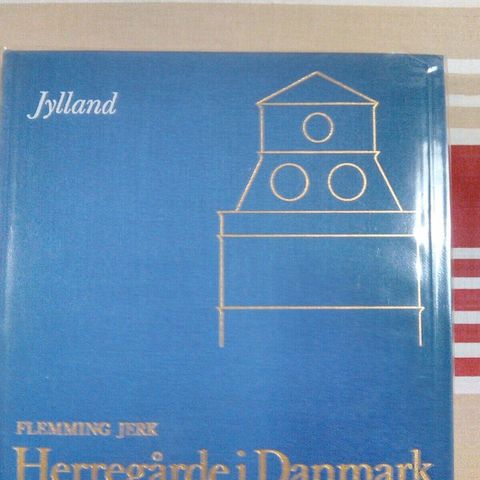 Jylland
FLEMMING JERK
Herregårde i Danmark